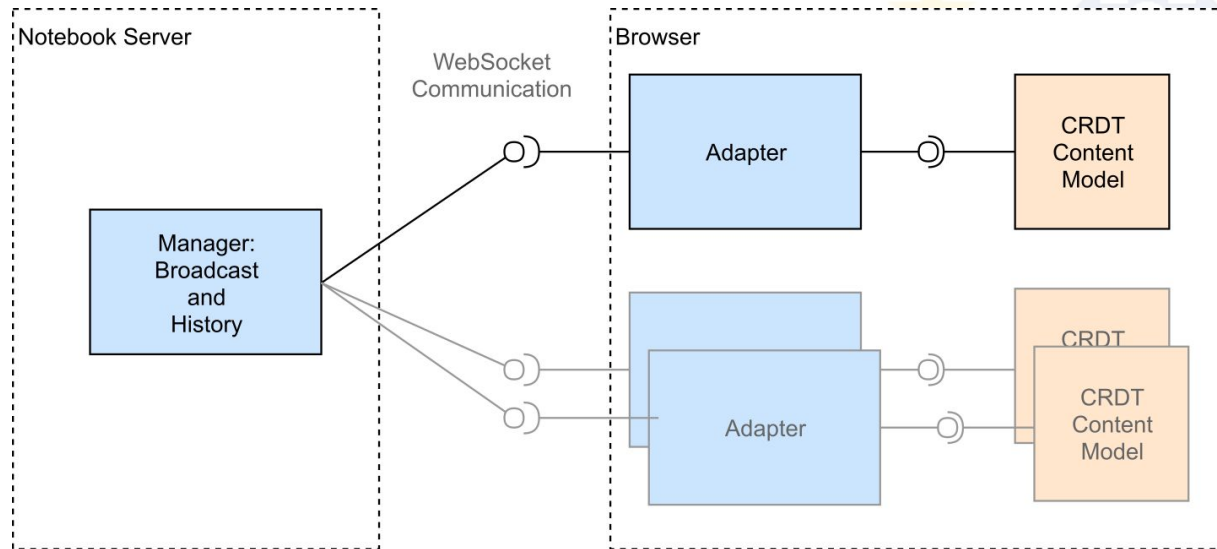 Notebook Server
WebSocket
Communication
Browser
Adapter
CRDT
Content
Model
Manager:
Broadcast
and
History
Adapter
CRDT
CRDT
Content
Model